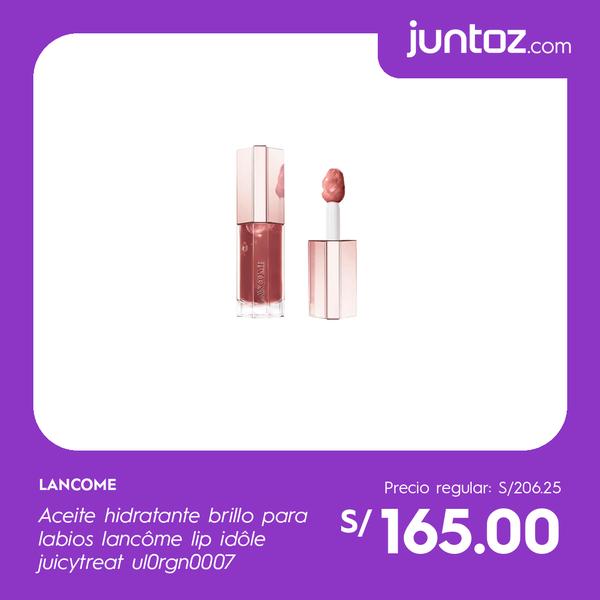 juntoz.com
LANCOME
LANCOME
Aceite hidratante brillo para
labios lancôme lip idôle
juicytreat ul0rgn0007
Precio regular: S/206.25
S/165.00